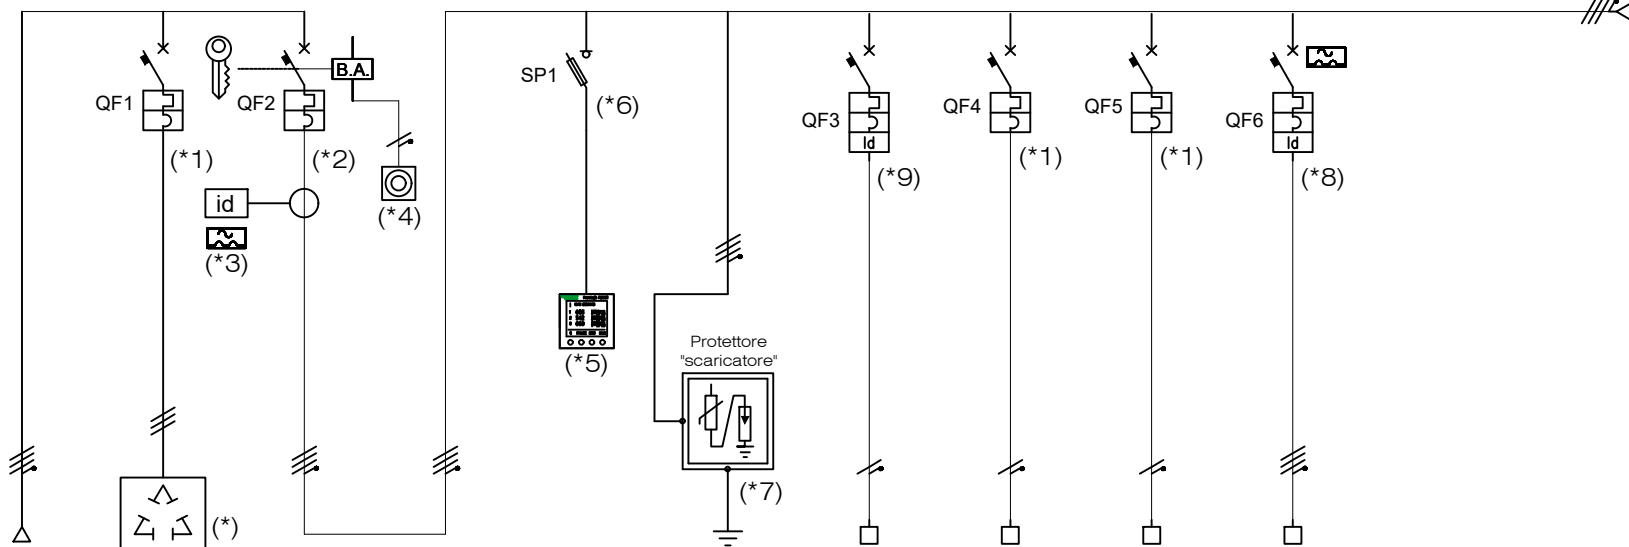 B.A.
SP1
QF1
QF2
(*6)
QF3
QF4
QF5
QF6
Id
Id
(*1)
(*2)
(*1)
(*1)
(*9)
(*8)
id
(*4)
(*3)
Protettore
"scaricatore"
(*5)
(*7)
(*)